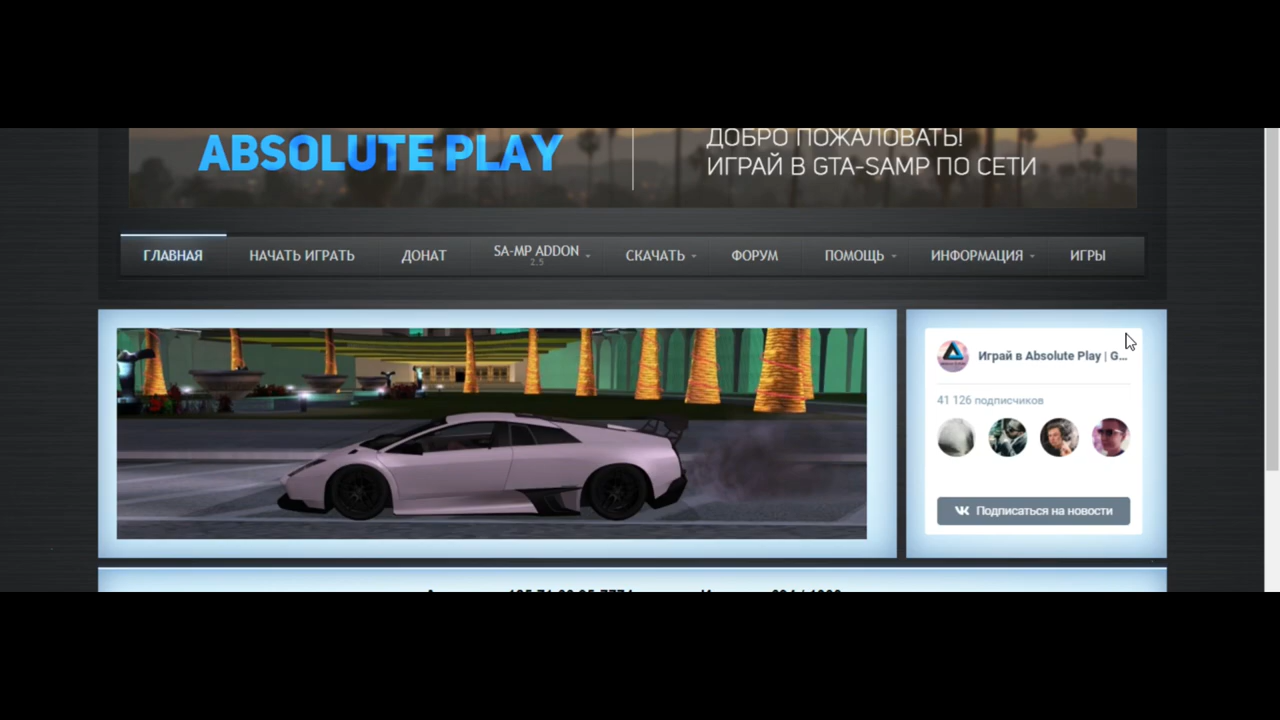 ABSOLUTE PLAY
ДОБРО ПОЖАЛОВАТЬ!
ИГРАЙ В GTA-SAMP ПО СЕТИ
ГЛАВНАЯ
НАЧАТЬ ИГРАТЬ
ДОНАТ
SA-MP ADDON
2.5
СКАЧАТЬ
ФОРУМ
ПОМОЩЬ
ИНФОРМАЦИЯ
ИГРЫ
Играй в Absolute Play | G...
41 126 подписчиков
Подписаться на новости